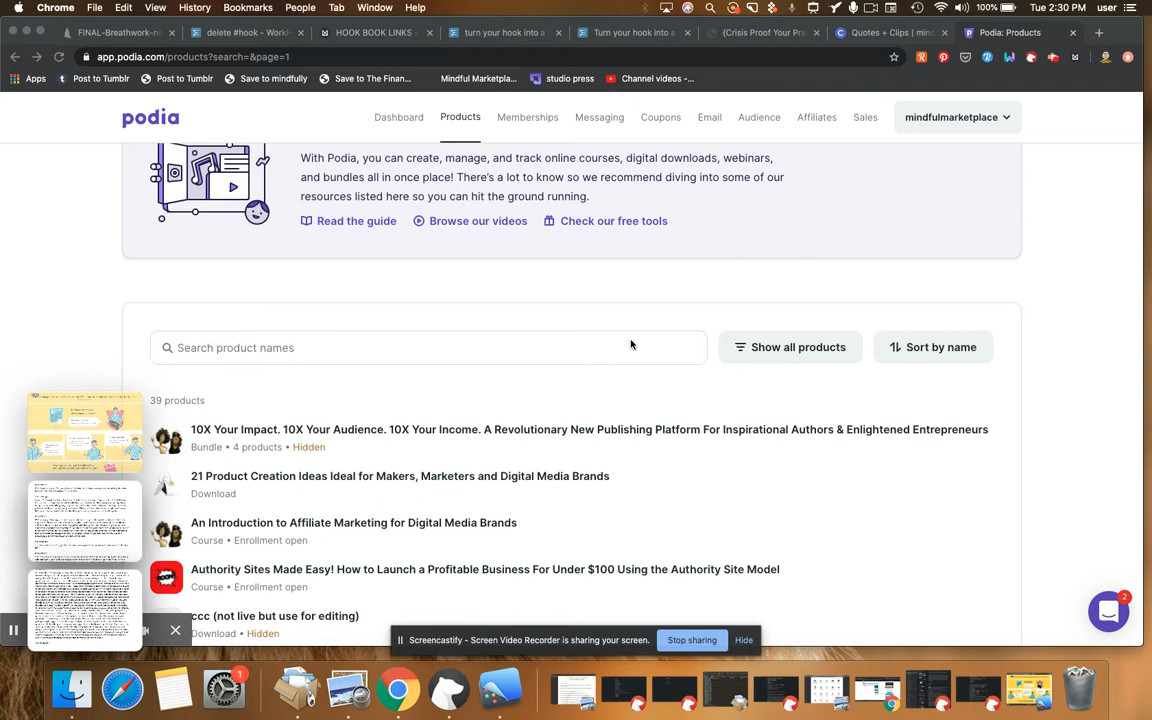 Chrome File Edit View History Bookmarks People Tab Window Help 100% Tue 2:30 PM user
FINAL-Breathwork-no delete #hook - WorkF HOOK BOOK LINKS - turn your hook into a Turn your hook into a {Crisis Proof Your Pra Quotes + Clips | mind Podia: Products
app.podia.com/products?search=&page=1
Apps Post to Tumblr Post to Tumblr Save to mindfully Save to The Finan... Mindful Marketpla... studio press Channel videos -...
podia Dashboard Products Memberships Messaging Coupons Email Audience Affiliates Sales mindfulmarketplace
With Podia, you can create, manage, and track online courses, digital downloads, webinars,
and bundles all in once place! There's a lot to know so we recommend diving into some of our
resources listed here so you can hit the ground running.
Read the guide Browse our videos Check our free tools
Search product names Show all products Sort by name
39 products
10X Your Impact. 10X Your Audience. 10X Your Income. A Revolutionary New Publishing Platform For Inspirational Authors & Enlightened Entrepreneurs
Bundle • 4 products • Hidden
21 Product Creation Ideas Ideal for Makers, Marketers and Digital Media Brands
Download
An Introduction to Affiliate Marketing for Digital Media Brands
Course • Enrollment open
BOOM Authority Sites Made Easy! How to Launch a Profitable Business For Under $100 Using the Authority Site Model
Course • Enrollment open
ccc (not live but use for editing)
Download • Hidden
2
Screencastify - Screen Video Recorder is sharing your screen. Stop sharing Hide
1